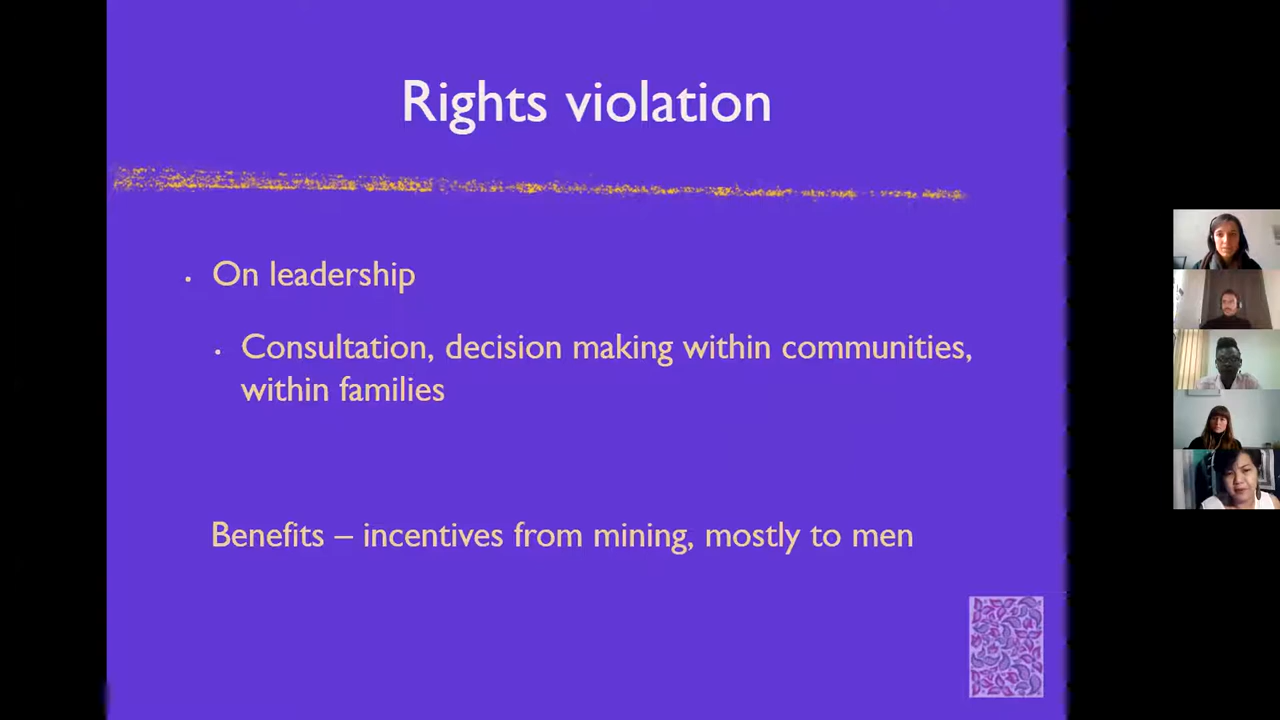 Rights violation
• On leadership
• Consultation, decision making within communities,
within families
Benefits – incentives from mining, mostly to men